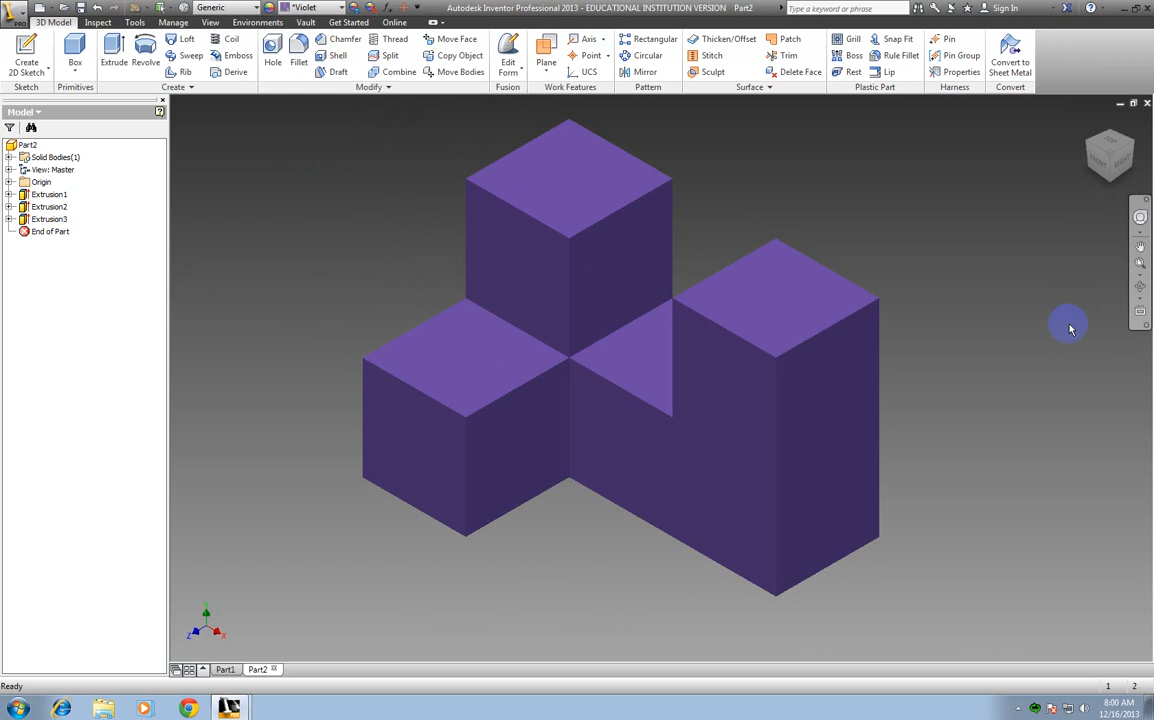 Generic
*Violet
Autodesk Inventor Professional 2013 - EDUCATIONAL INSTITUTION VERSION Part2
Type a keyword or phrase
Sign In
PRO
3D Model Inspect Tools Manage View Environments Vault Get Started Online
Create
2D Sketch
Box
Extrude
Revolve
Loft
Sweep
Rib
Coil
Emboss
Derive
Hole
Fillet
Chamfer
Shell
Draft
Thread
Split
Combine
Move Face
Copy Object
Move Bodies
Edit
Form
Plane
Axis
Point
UCS
Rectangular
Circular
Mirror
Thicken/Offset
Stitch
Sculpt
Patch
Trim
Delete Face
Grill
Boss
Rest
Snap Fit
Rule Fillet
Lip
Pin
Pin Group
Properties
Convert to
Sheet Metal
Sketch Primitives Create Modify Fusion Work Features Pattern Surface Plastic Part Harness Convert
Model
Part2
Solid Bodies(1)
View: Master
Origin
Extrusion1
Extrusion2
Extrusion3
End of Part
TOP
FRONT
RIGHT
Y
Z
X
Part1 Part2
Ready
1 2
8:00 AM
12/16/2013